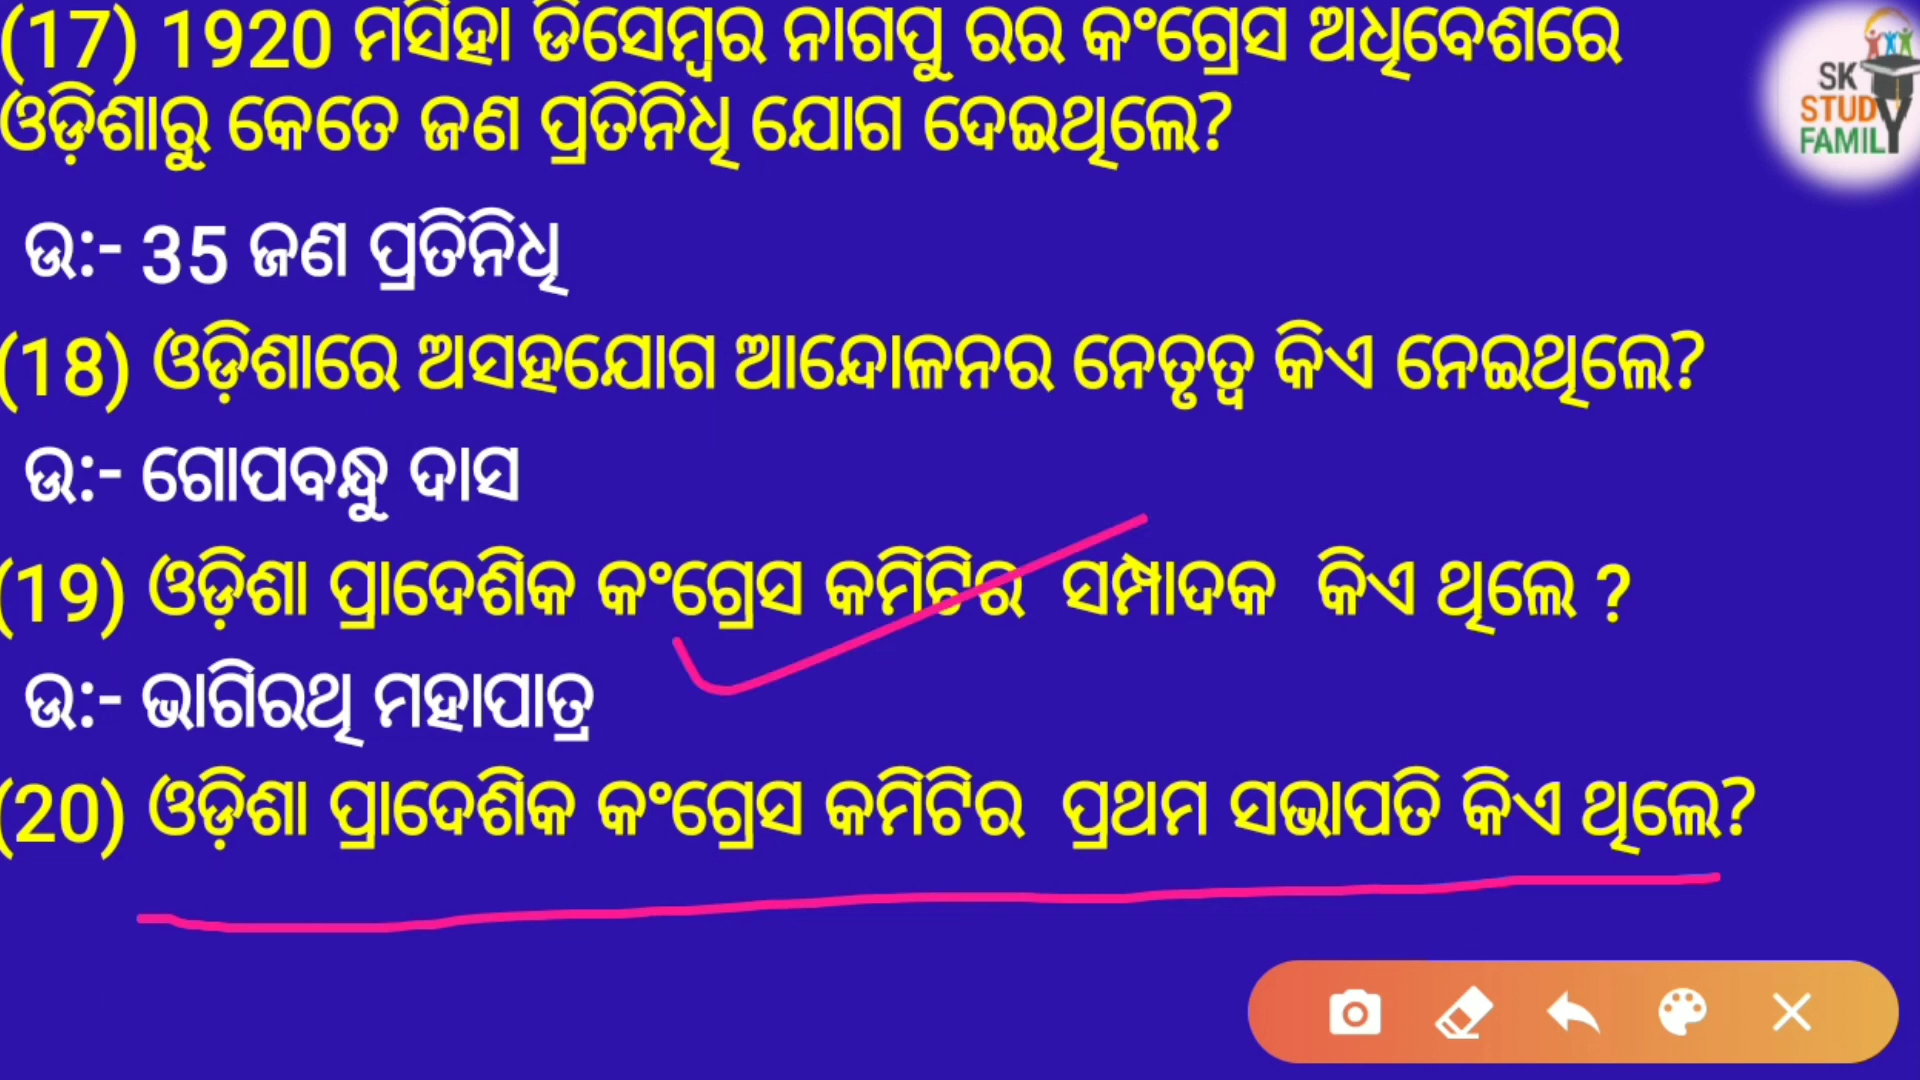 (17) 1920 ମସିହା ଡିସେମ୍ବର ନାଗପୁ ରର କଂଗ୍ରେସ ଅଧିବେଶରେ
ଓଡ଼ିଶାରୁ କେତେ ଜଣ ପ୍ରତିନିଧି ଯୋଗ ଦେଇଥିଲେ?
ଉ:- 35 ଜଣ ପ୍ରତିନିଧି
(18) ଓଡ଼ିଶାରେ ଅସହଯୋଗ ଆନ୍ଦୋଳନର ନେତୃତ୍ୱ କିଏ ନେଇଥିଲେ?
ଉ:- ଗୋପବନ୍ଧୁ ଦାସ
(19) ଓଡ଼ିଶା ପ୍ରାଦେଶିକ କଂଗ୍ରେସ କମିଟିର ସମ୍ପାଦକ କିଏ ଥିଲେ ?
ଉ:- ଭାଗିରଥି ମହାପାତ୍ର
(20) ଓଡ଼ିଶା ପ୍ରାଦେଶିକ କଂଗ୍ରେସ କମିଟିର ପ୍ରଥମ ସଭାପତି କିଏ ଥିଲେ?
SK
STUDY
FAMILY